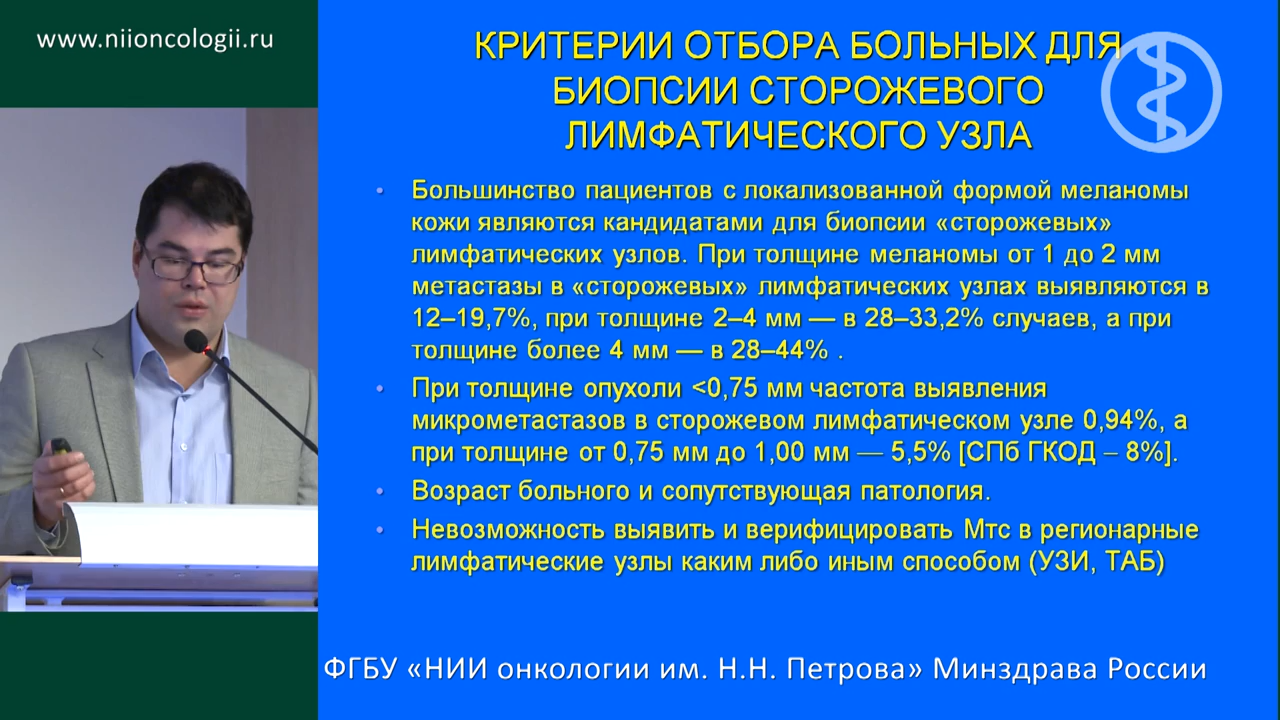 www.niioncologii.ru
КРИТЕРИИ ОТБОРА БОЛЬНЫХ ДЛЯ
БИОПСИИ СТОРОЖЕВОГО
ЛИМФАТИЧЕСКОГО УЗЛА
• Большинство пациентов с локализованной формой меланомы
кожи являются кандидатами для биопсии «сторожевых»
лимфатических узлов. При толщине меланомы от 1 до 2 мм
метастазы в «сторожевых» лимфатических узлах выявляются в
12–19,7%, при толщине 2–4 мм — в 28–33,2% случаев, а при
толщине более 4 мм — в 28–44% .
• При толщине опухоли <0,75 мм частота выявления
микрометастазов в сторожевом лимфатическом узле 0,94%, а
при толщине от 0,75 мм до 1,00 мм — 5,5% [СПб ГКОД – 8%].
• Возраст больного и сопутствующая патология.
• Невозможность выявить и верифицировать Мтс в регионарные
лимфатические узлы каким либо иным способом (УЗИ, ТАБ)
ФГБУ «НИИ онкологии им. Н.Н. Петрова» Минздрава России